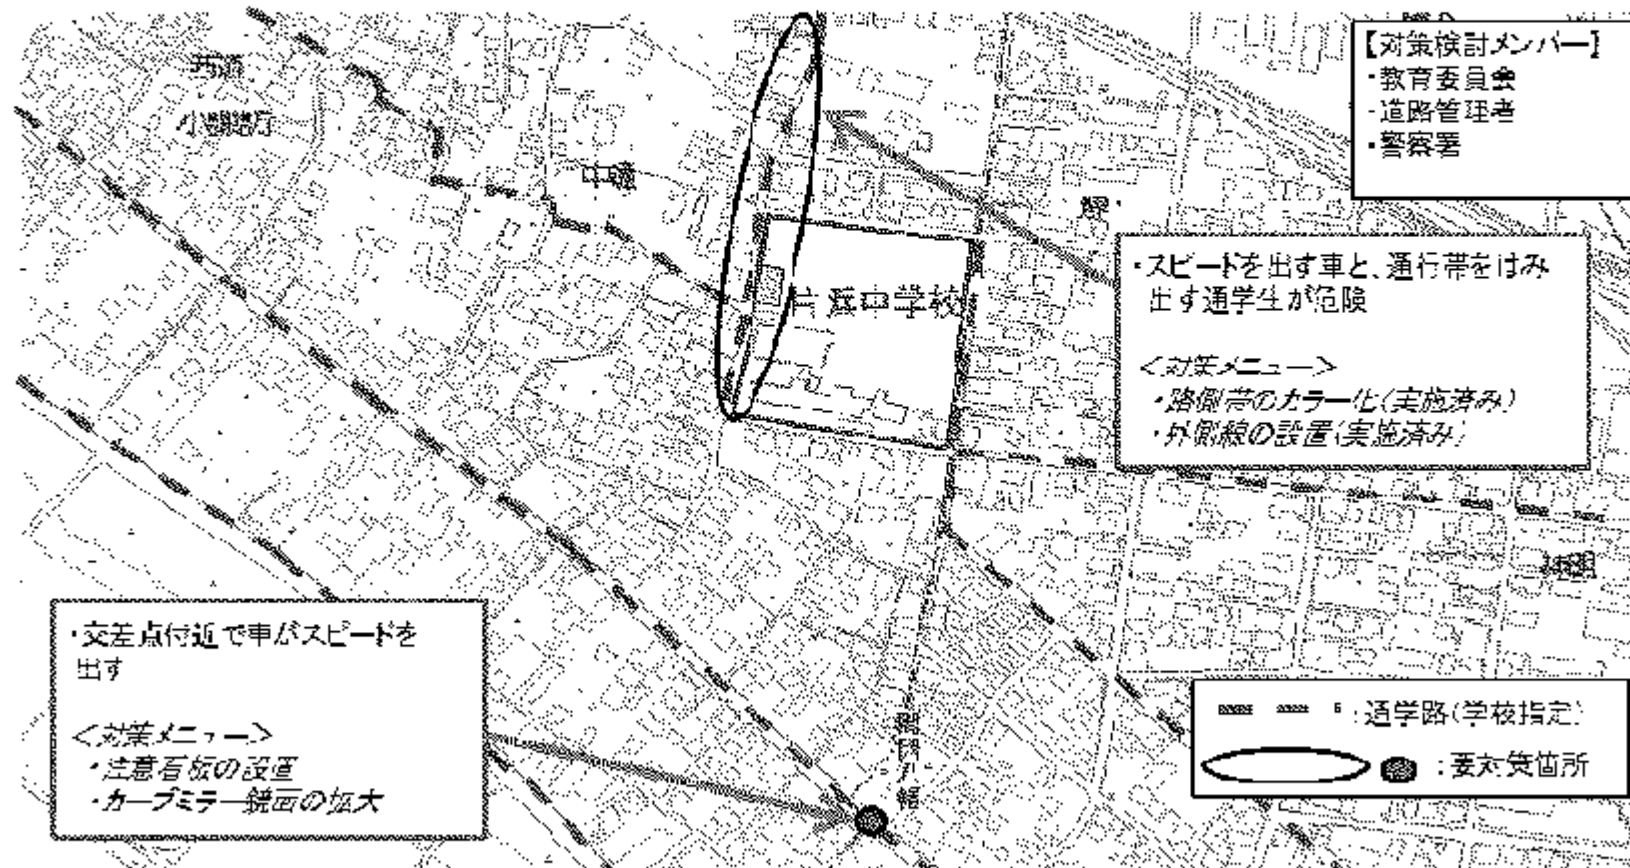 【対策検討メンバー】
・教育委員会
・道路管理者
・警察署
片浜中学校
・スピードを出す車と、通行帯をはみ
出す通学生が危険
＜対策メニュー＞
・路側帯のカラー化(実施済み)
・外側線の設置(実施済み)
・交差点付近で車がスピードを
出す
＜対策メニュー＞
・注意看板の設置
・カーブミラー鏡面の拡大
：通学路(学校指定)
：要対策箇所